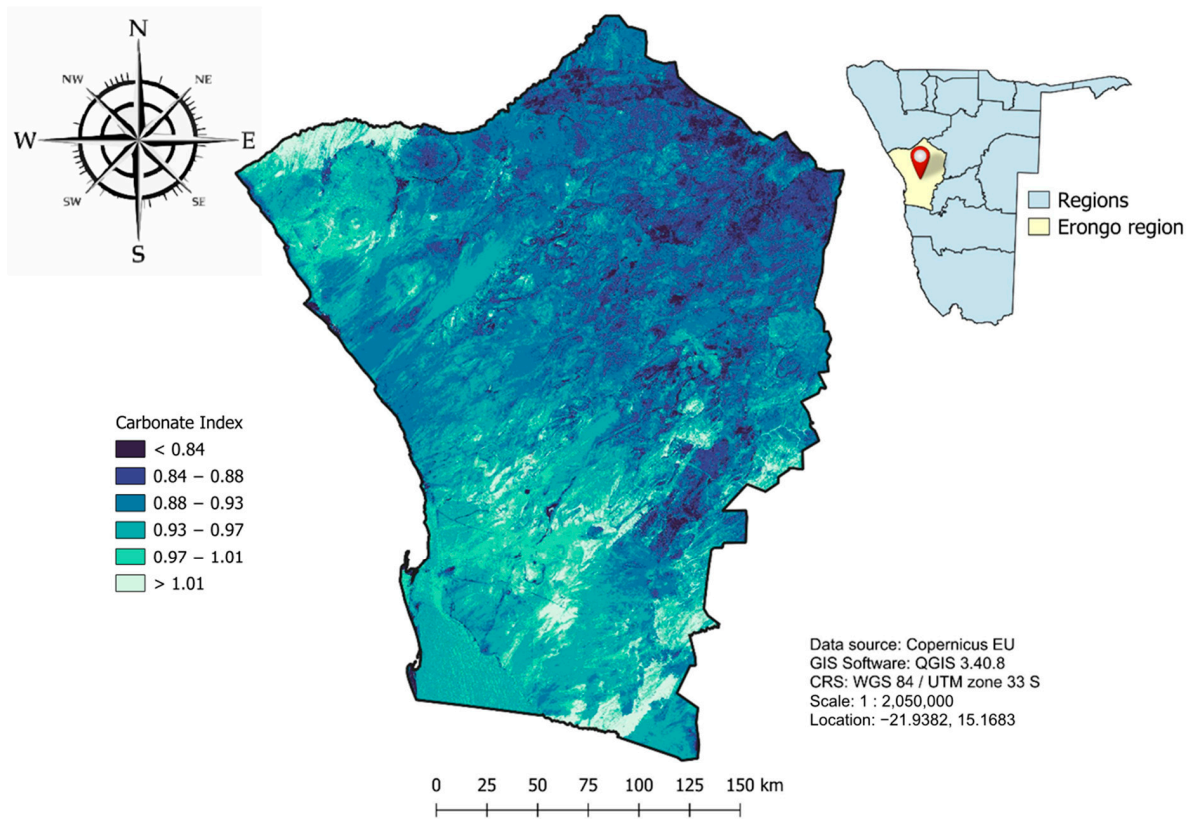 N
NW
NE
W
E
SW
SE
S
Regions
Erongo region
Carbonate Index
< 0.84
0.84 – 0.88
0.88 – 0.93
0.93 – 0.97
0.97 – 1.01
> 1.01
Data source: Copernicus EU
GIS Software: QGIS 3.40.8
CRS: WGS 84 / UTM zone 33 S
Scale: 1 : 2,050,000
Location: −21.9382, 15.1683
0 25 50 75 100 125 150 km